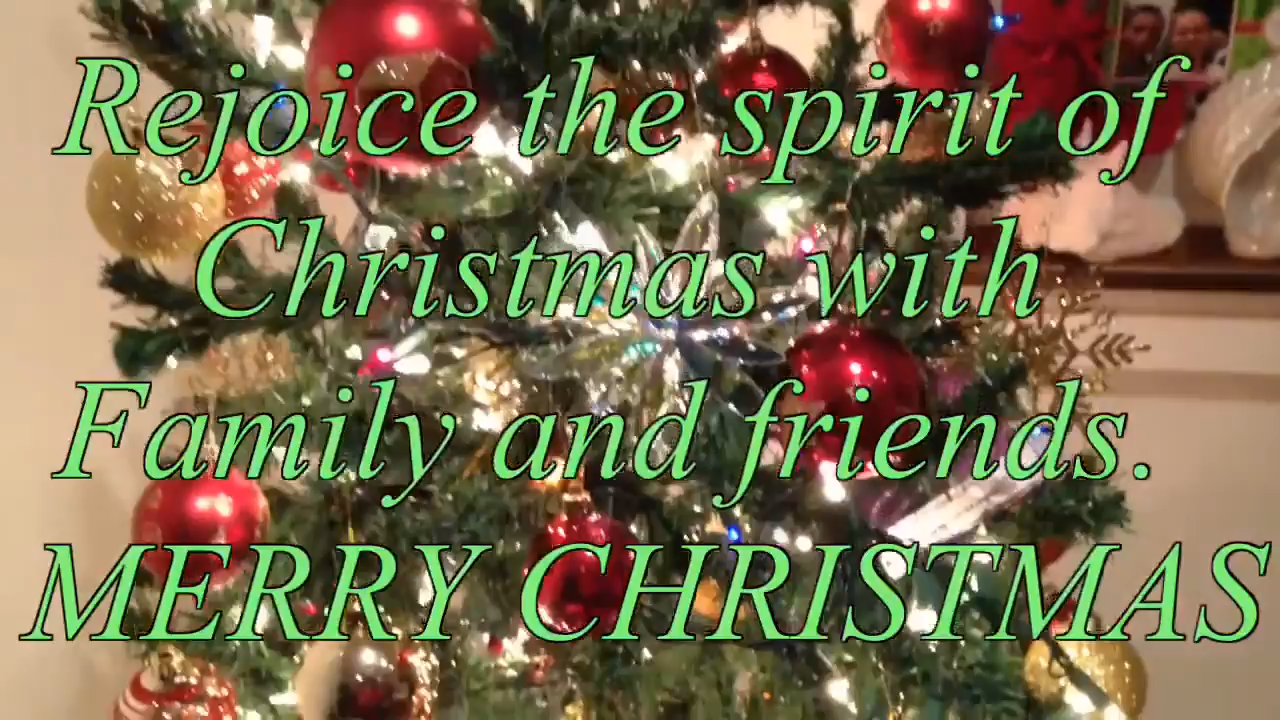 Rejoice the spirit of
Christmas with
Family and friends.
MERRY CHRISTMAS